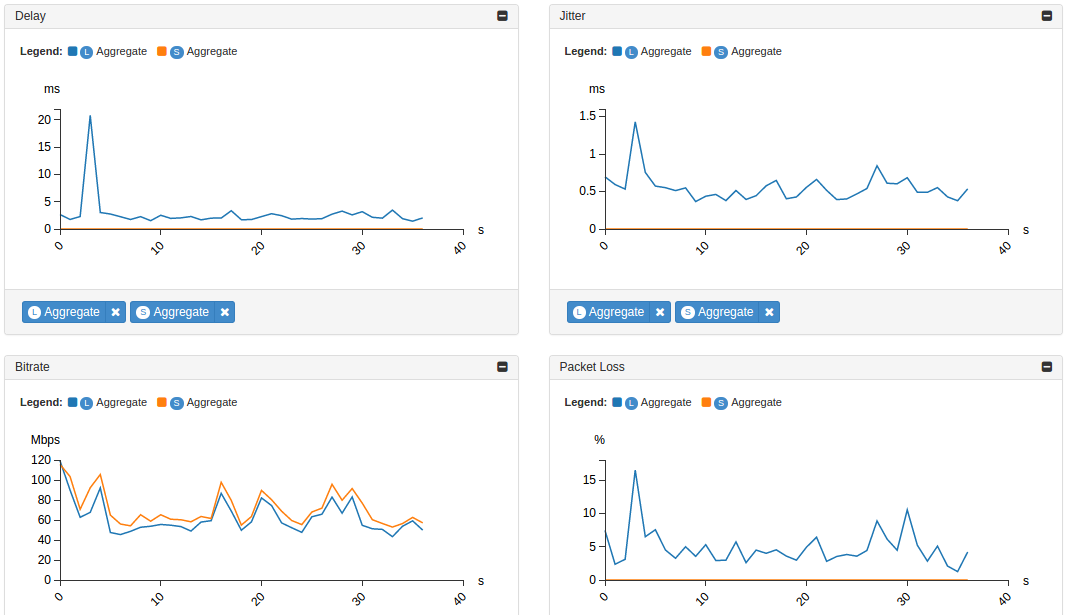 Delay
Legend: L Aggregate S Aggregate
ms
20
15
10
5
0
s
0 10 20 30 40
L Aggregate ✖ S Aggregate ✖
Jitter
Legend: L Aggregate S Aggregate
ms
1.5
1
0.5
0
s
0 10 20 30 40
L Aggregate ✖ S Aggregate ✖
Bitrate
Legend: L Aggregate S Aggregate
Mbps
120
100
80
60
40
20
0
s
0 10 20 30 40
Packet Loss
Legend: L Aggregate S Aggregate
%
15
10
5
0
s
0 10 20 30 40